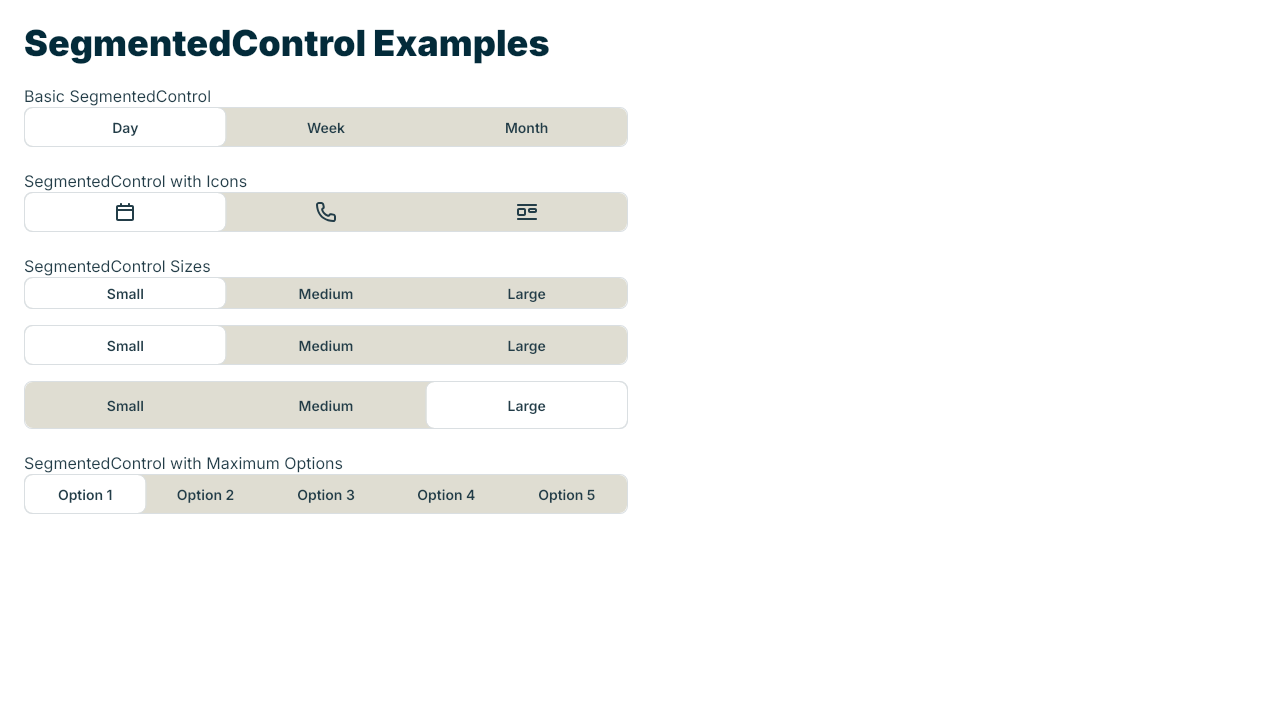 SegmentedControl Examples
Basic SegmentedControl
Day Week Month
SegmentedControl with Icons
SegmentedControl Sizes
Small Medium Large
Small Medium Large
Small Medium Large
SegmentedControl with Maximum Options
Option 1 Option 2 Option 3 Option 4 Option 5